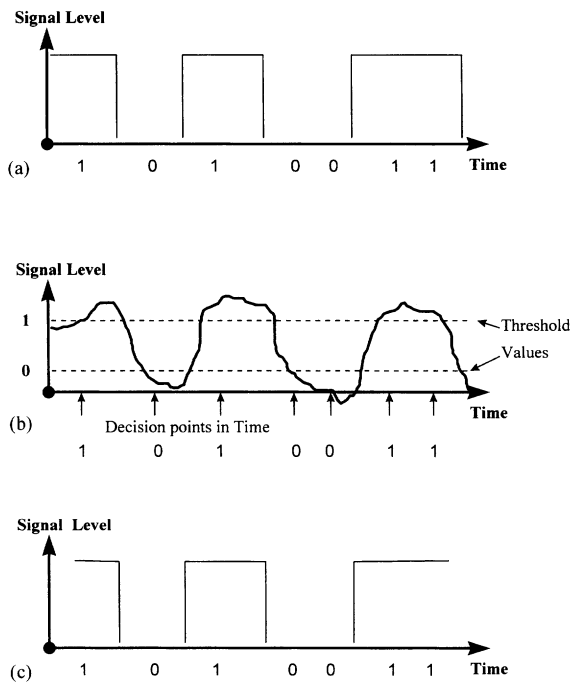 Signal Level
1 0 1 0 0 1 1 Time
(a)
Signal Level
1
Threshold
Values
0
Time
(b)
Decision points in Time
1 0 1 0 0 1 1
Signal Level
1 0 1 0 0 1 1 Time
(c)